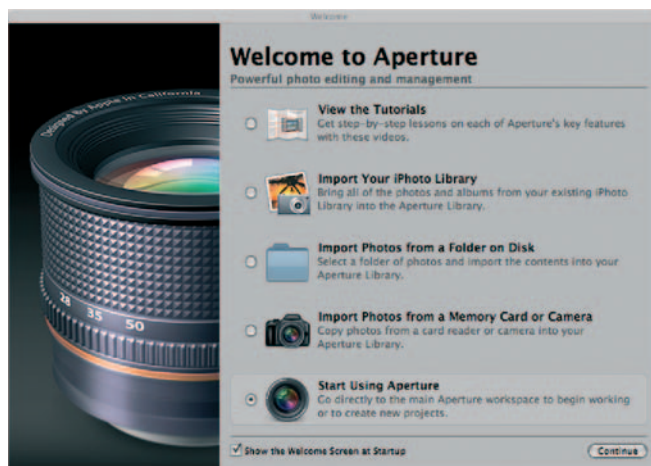 Welcome
Welcome to Aperture
Powerful photo editing and management
View the Tutorials
Get step-by-step lessons on each of Aperture's key features
with these videos.
Import Your iPhoto Library
Bring all of the photos and albums from your existing iPhoto
Library into the Aperture Library.
Import Photos from a Folder on Disk
Select a folder of photos and import the contents into your
Aperture Library.
Import Photos from a Memory Card or Camera
Copy photos from a card reader or camera into your
Aperture Library.
Start Using Aperture
Go directly to the main Aperture workspace to begin working
or to create new projects.
Show the Welcome Screen at Startup
Continue
Designed By Apple in California
28 35 50